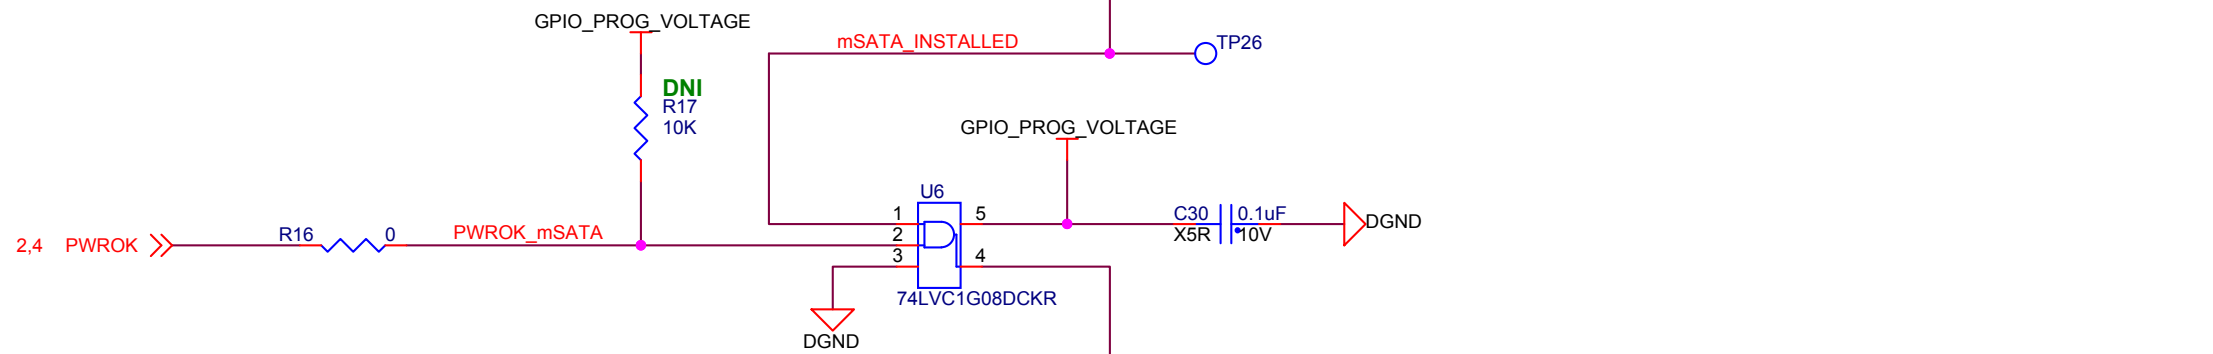 GPIO_PROG_VOLTAGE
mSATA_INSTALLED
TP26
DNI
R17
10K
GPIO_PROG_VOLTAGE
U6
1
5
C30
0.1uF
DGND
X5R
10V
2,4
PWROK
R16
0
PWROK_mSATA
2
3
4
74LVC1G08DCKR
DGND